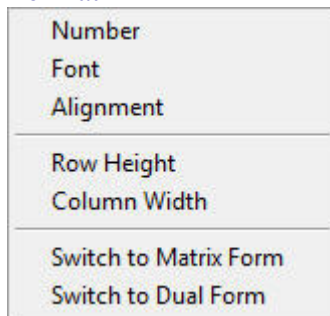 Number
Font
Alignment
Row Height
Column Width
Switch to Matrix Form
Switch to Dual Form